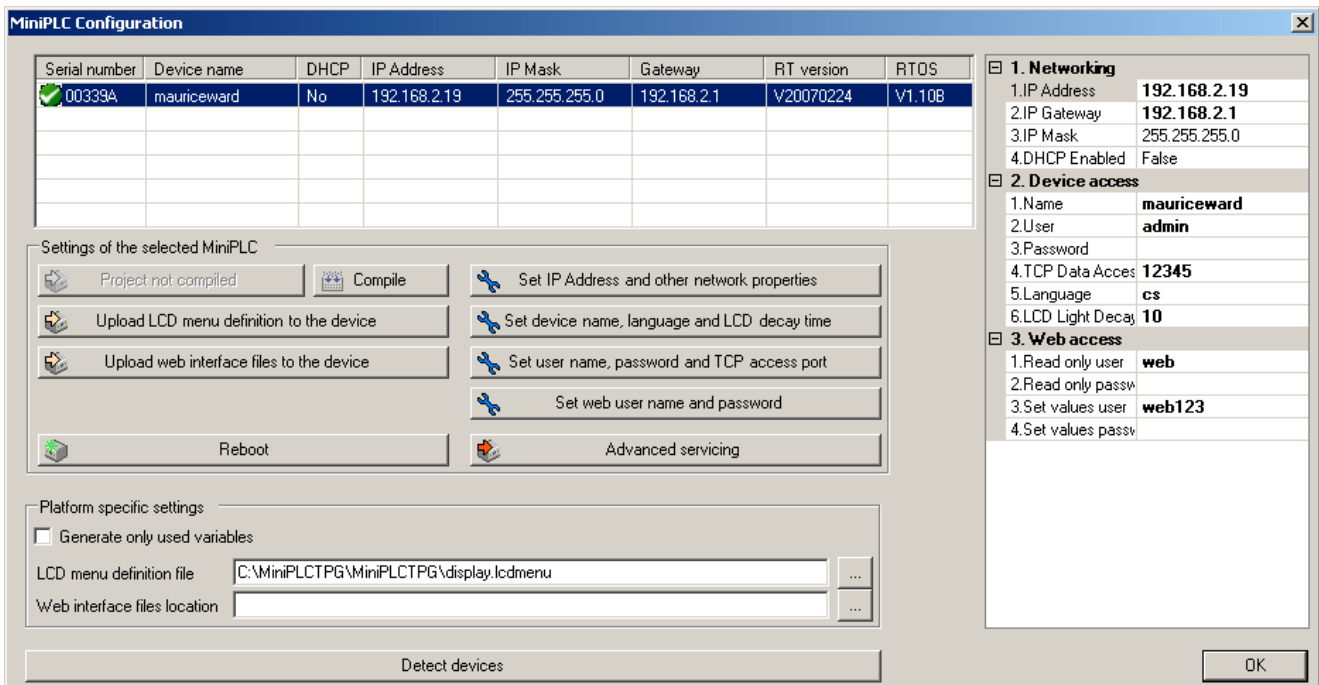 MiniPLC Configuration
Serial number Device name DHCP IP Address IP Mask Gateway RT version RTOS
00339A mauriceward No 192.168.2.19 255.255.255.0 192.168.2.1 V20070224 V1.10B
Settings of the selected MiniPLC
Project not compiled Compile Set IP Address and other network properties
Upload LCD menu definition to the device Set device name, language and LCD decay time
Upload web interface files to the device Set user name, password and TCP access port
Set web user name and password
Reboot Advanced servicing
Platform specific settings
Generate only used variables
LCD menu definition file C:\MiniPLCTPG\MiniPLCTPG\display.lcdmenu ...
Web interface files location ...
Detect devices
1. Networking
1.IP Address 192.168.2.19
2.IP Gateway 192.168.2.1
3.IP Mask 255.255.255.0
4.DHCP Enabled False
2. Device access
1.Name mauriceward
2.User admin
3.Password
4.TCP Data Acces 12345
5.Language cs
6.LCD Light Decay 10
3. Web access
1.Read only user web
2.Read only passw
3.Set values user web123
4.Set values passw
OK